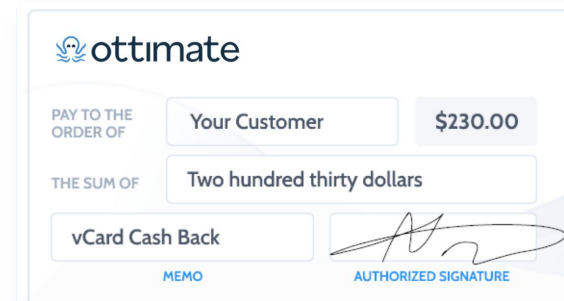 ottimate
PAY TO THE
ORDER OF
Your Customer
$230.00
THE SUM OF
Two hundred thirty dollars
vCard Cash Back
MEMO
AUTHORIZED SIGNATURE